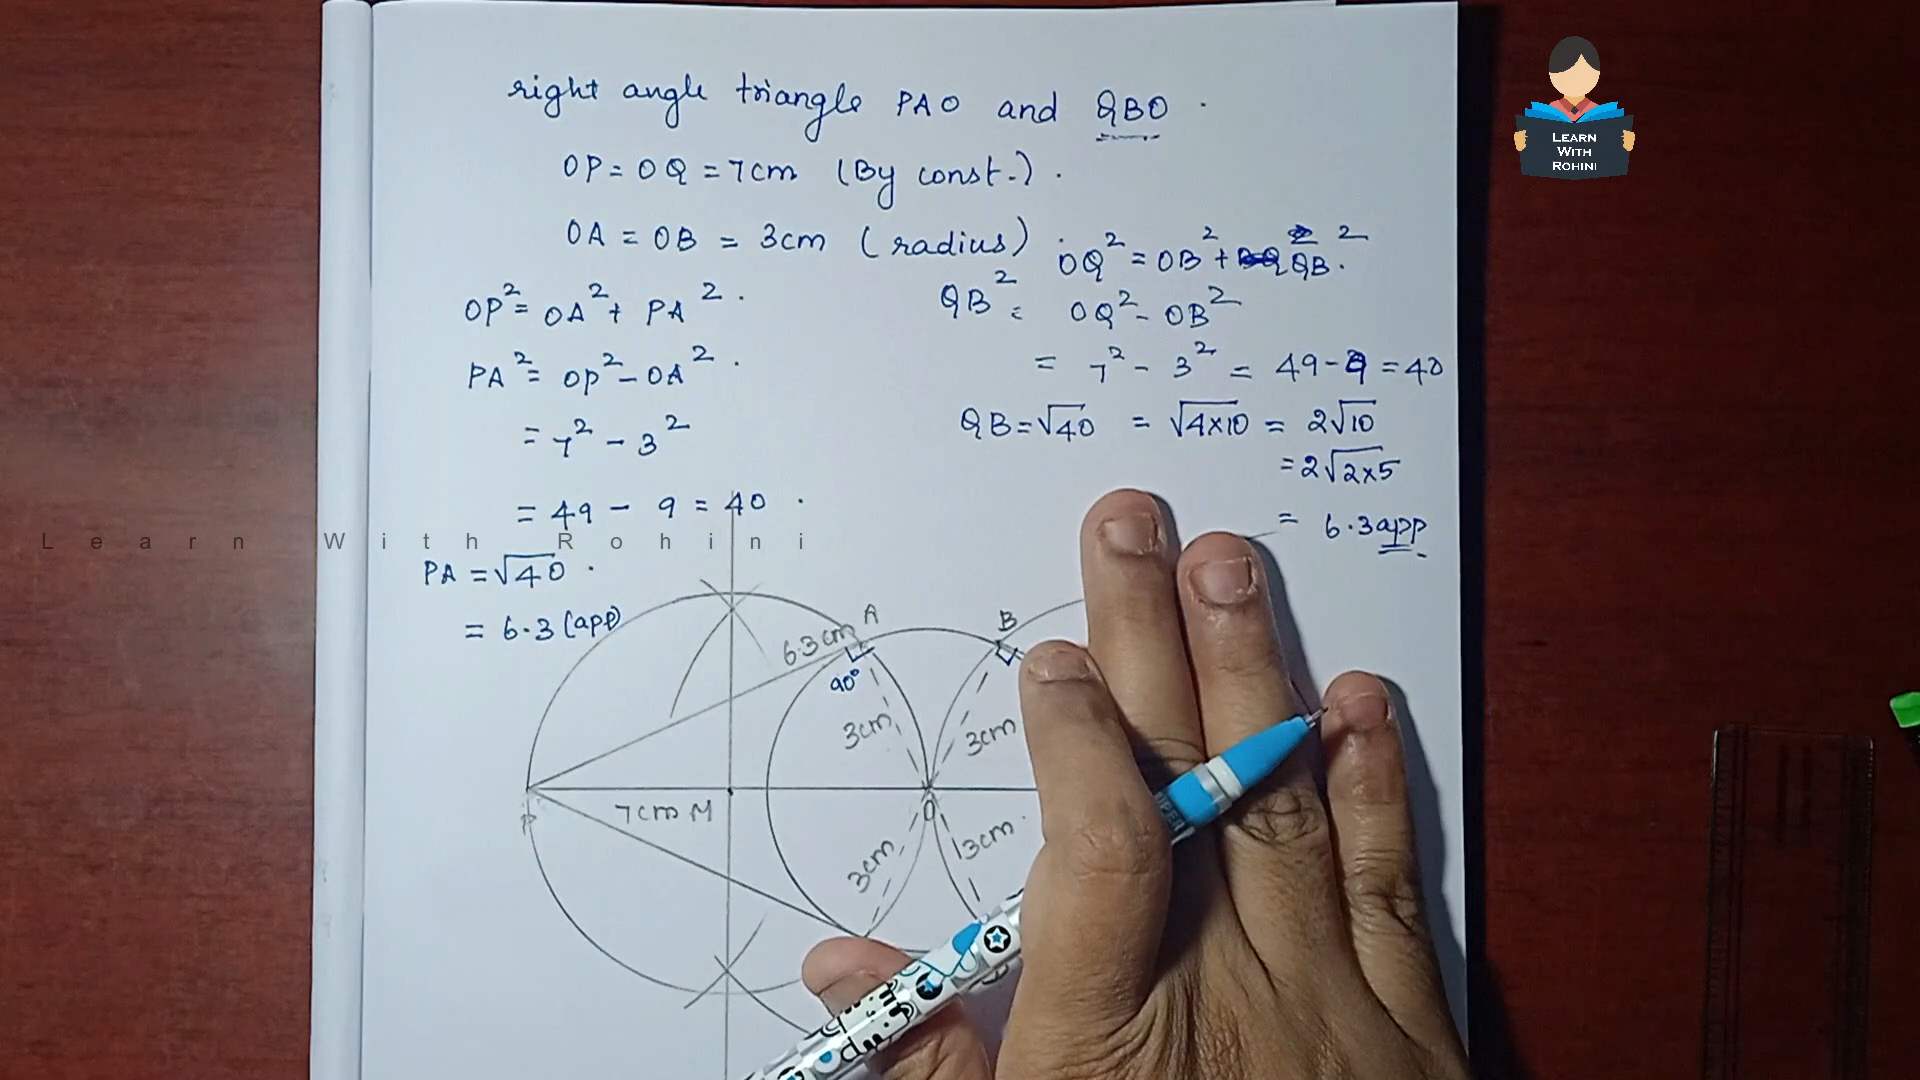 right angle triangle PAO and QBO.
OP = OQ = 7cm (By const.).
OA = OB = 3cm (radius).
OP² = OA² + PA².
PA² = OP² - OA².
= 7² - 3²
= 49 - 9 = 40.
PA = √40.
= 6.3 (app)
OQ² = OB² + QB².
QB² = OQ² - OB²
= 7² - 3² = 49 - 9 = 40
QB = √40 = √4×10 = 2√10
= 2√2×5
= 6.3 app
Learn With Rohini
6.3cm A
B
90°
3cm
3cm
7cm M
O
P
3cm
3cm.
LEARN
WITH
ROHINI